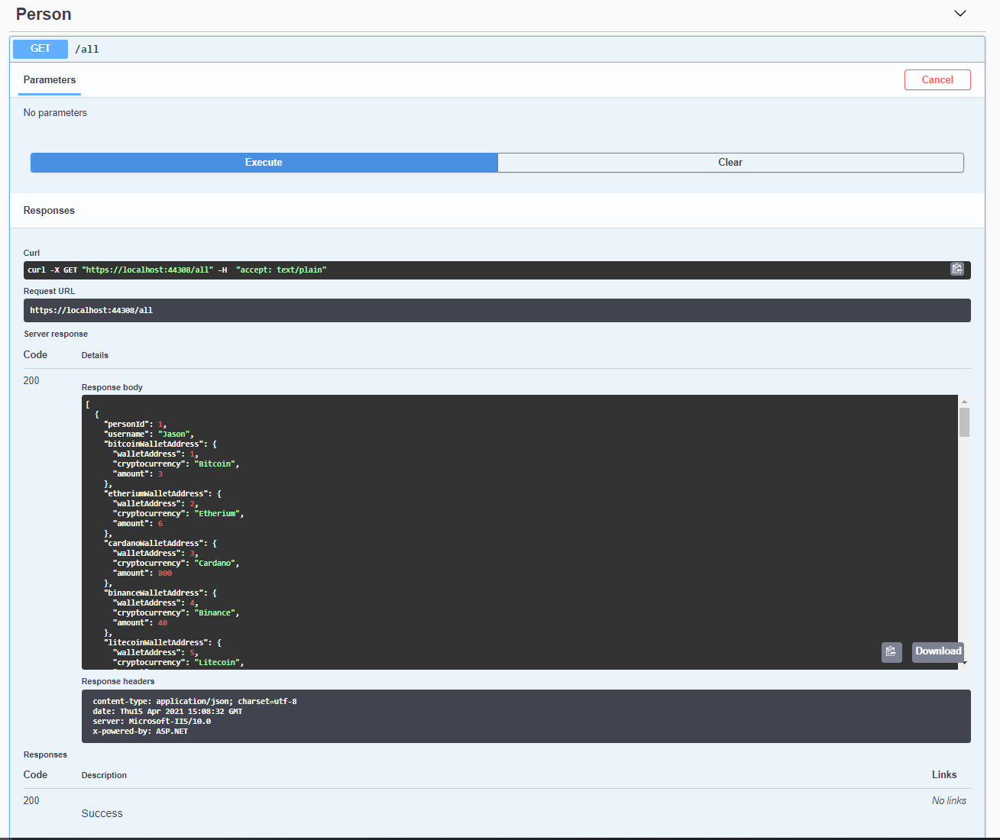 Person
GET /all
Parameters Cancel
No parameters
Execute Clear
Responses
Curl
curl -X GET "https://localhost:44308/all" -H  "accept: text/plain"
Request URL
https://localhost:44308/all
Server response
Code Details
200
Response body
[
  {
    "personId": 1,
    "username": "Jason",
    "bitcoinWalletAddress": {
      "walletAddress": 1,
      "cryptocurrency": "Bitcoin",
      "amount": 3
    },
    "etheriumWalletAddress": {
      "walletAddress": 2,
      "cryptocurrency": "Etherium",
      "amount": 6
    },
    "cardanoWalletAddress": {
      "walletAddress": 3,
      "cryptocurrency": "Cardano",
      "amount": 800
    },
    "binanceWalletAddress": {
      "walletAddress": 4,
      "cryptocurrency": "Binance",
      "amount": 40
    },
    "litecoinWalletAddress": {
      "walletAddress": 5,
      "cryptocurrency": "Litecoin",
Download
Response headers
content-type: application/json; charset=utf-8
date: Thu15 Apr 2021 15:08:32 GMT
server: Microsoft-IIS/10.0
x-powered-by: ASP.NET
Responses
Code Description Links
200 No links
Success